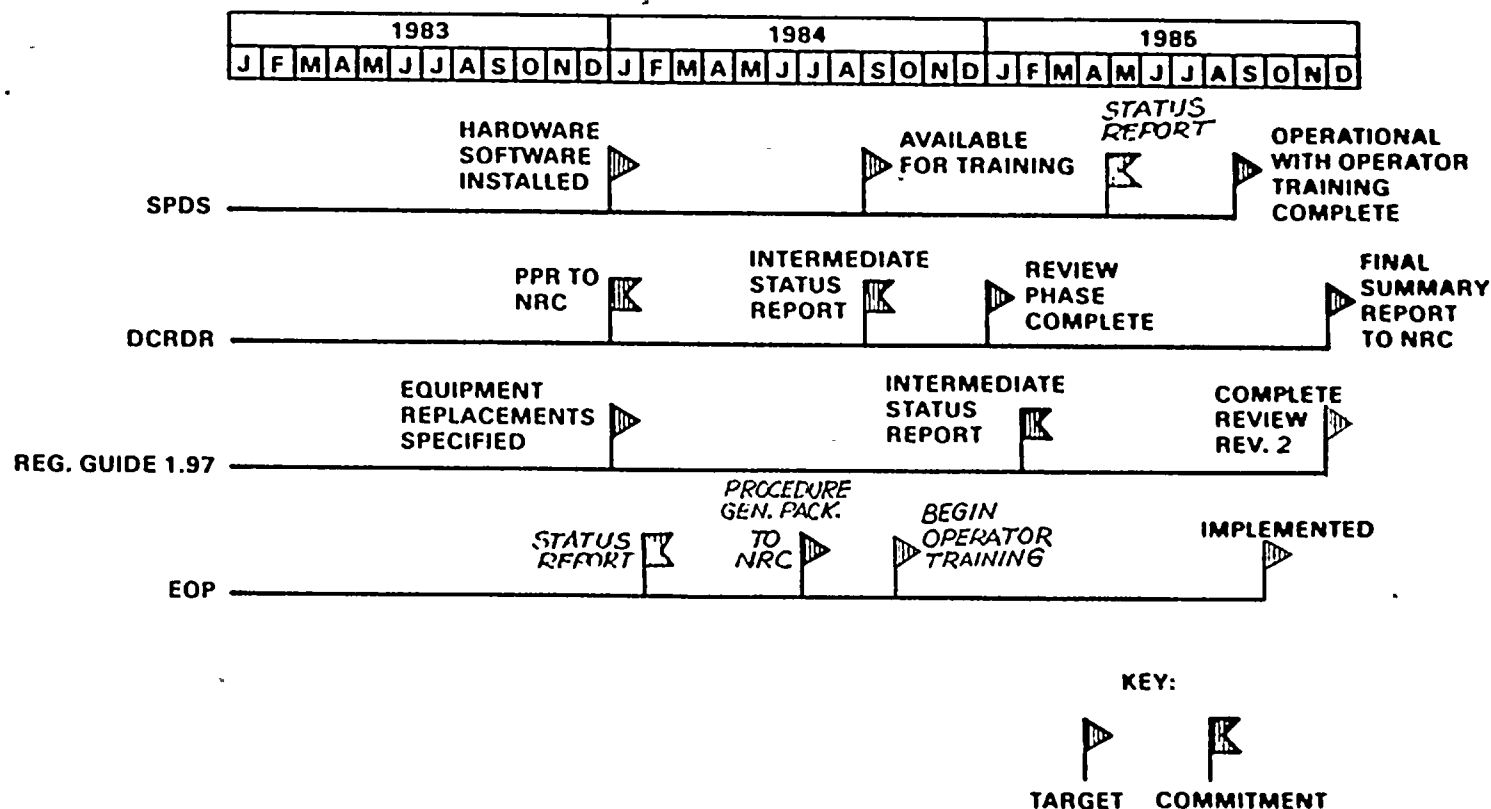 1983 1984 1985
J F M A M J J A S O N D J F M A M J J A S O N D J F M A M J J A S O N D
SPDS
HARDWARE
SOFTWARE
INSTALLED
AVAILABLE
FOR TRAINING
STATUS
REPORT
OPERATIONAL
WITH OPERATOR
TRAINING
COMPLETE
DCRDR
PPR TO
NRC
INTERMEDIATE
STATUS
REPORT
REVIEW
PHASE
COMPLETE
FINAL
SUMMARY
REPORT
TO NRC
REG. GUIDE 1.97
EQUIPMENT
REPLACEMENTS
SPECIFIED
INTERMEDIATE
STATUS
REPORT
COMPLETE
REVIEW
REV. 2
EOP
STATUS
REPORT
PROCEDURE
GEN. PACK.
TO
NRC
BEGIN
OPERATOR
TRAINING
IMPLEMENTED
KEY:
TARGET COMMITMENT